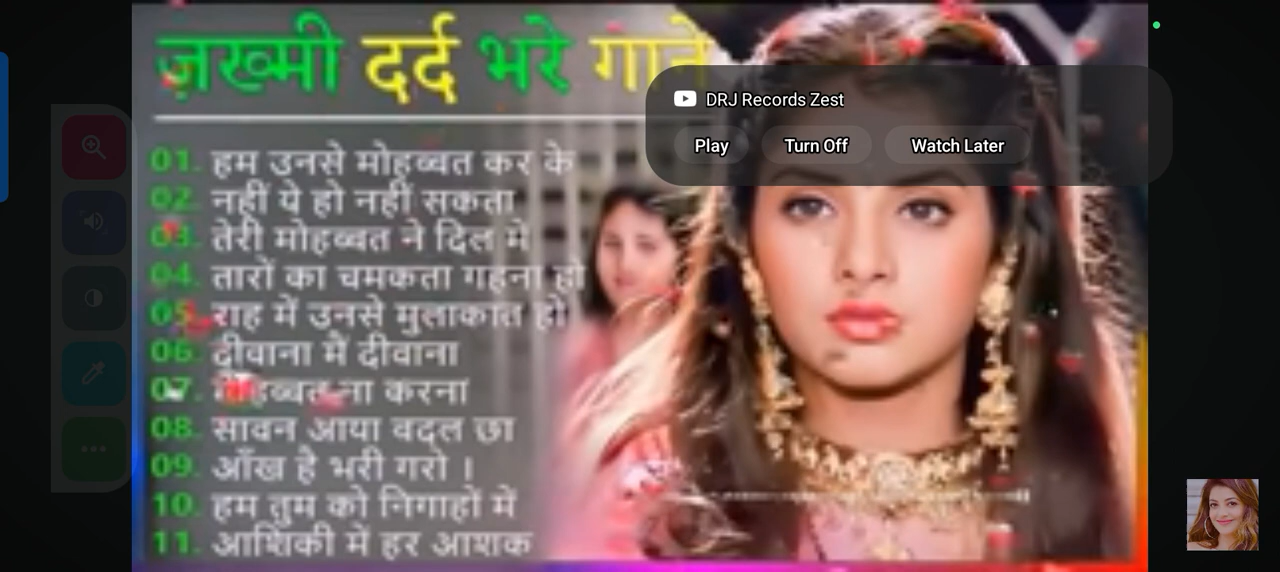 ज़ख्मी दर्द भरे गाने
DRJ Records Zest
Play Turn Off Watch Later
01. हम उनसे मोहब्बत कर के
02. नहीं ये हो नहीं सकता
03. तेरी मोहब्बत ने दिल में
04. तारों का चमकता गहना हो
05. राह में उनसे मुलाकात हो
06. दीवाना में दीवाना
07. ना करना
08. सावन आया वदल छा
09. आँख है भरी गरो ।
10. हम तुम को निगाहों में
11. आशिकी में हर आशक